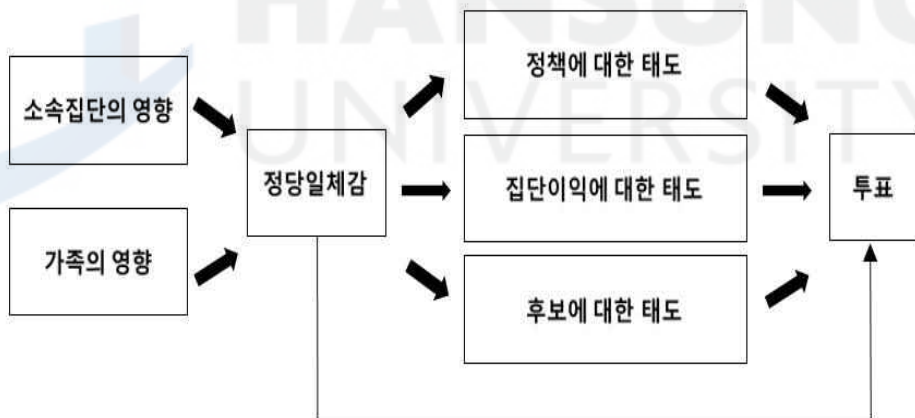 HANSUNG
UNIVERSITY
소속집단의 영향
가족의 영향
정당일체감
정책에 대한 태도
집단이익에 대한 태도
후보에 대한 태도
투표